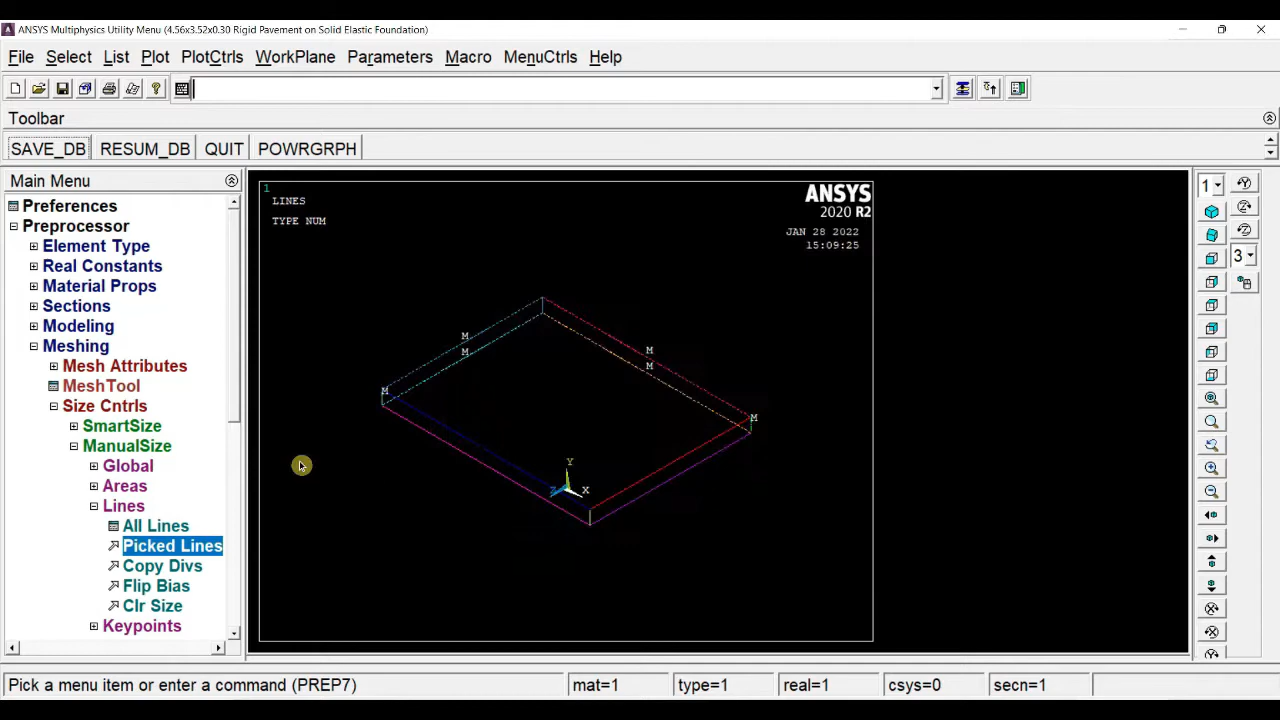 ANSYS Multiphysics Utility Menu (4.56x3.52x0.30 Rigid Pavement on Solid Elastic Foundation)
File Select List Plot PlotCtrls WorkPlane Parameters Macro MenuCtrls Help
Toolbar
SAVE_DB RESUM_DB QUIT POWRGRPH
Main Menu
Preferences
Preprocessor
Element Type
Real Constants
Material Props
Sections
Modeling
Meshing
Mesh Attributes
MeshTool
Size Cntrls
SmartSize
ManualSize
Global
Areas
Lines
All Lines
Picked Lines
Copy Divs
Flip Bias
Clr Size
Keypoints
1
LINES
TYPE NUM
ANSYS
2020 R2
JAN 28 2022
15:09:25
M
M
M
M
M
M
Y
Z
X
1
3
Pick a menu item or enter a command (PREP7) mat=1 type=1 real=1 csys=0 secn=1